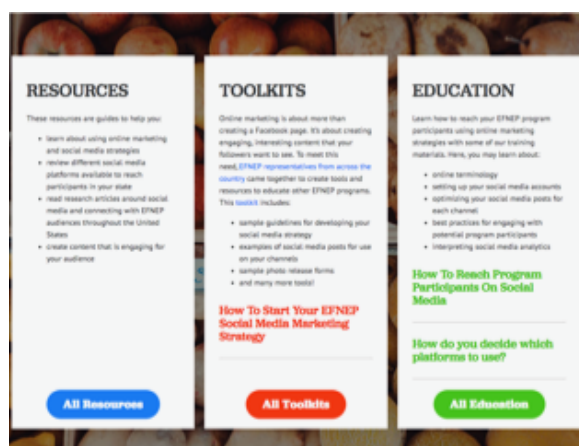 RESOURCES
These resources are guides to help you:
learn about using online marketing
and social media strategies
review different social media
platforms available to reach
participants in your state
read research articles around social
media and connecting with EFNEP
audiences throughout the United
States
create content that is engaging for
your audience
All Resources
TOOLKITS
Online marketing is about more than
creating a Facebook page. It's about creating
engaging, interesting content that your
followers want to see. To meet this
need, EFNEP representatives from across the
country came together to create tools and
resources to educate other EFNEP programs.
This toolkit includes:
sample guidelines for developing your
social media strategy
examples of social media posts for use
on your channels
sample photo release forms
and many more tools!
How To Start Your EFNEP
Social Media Marketing
Strategy
All Toolkits
EDUCATION
Learn how to reach your EFNEP program
participants using online marketing
strategies with some of our training
materials. Here, you may learn about:
online terminology
setting up your social media accounts
optimizing your social media posts for
each channel
best practices for engaging with
potential program participants
interpreting social media analytics
How To Reach Program
Participants On Social
Media
How do you decide which
platforms to use?
All Education